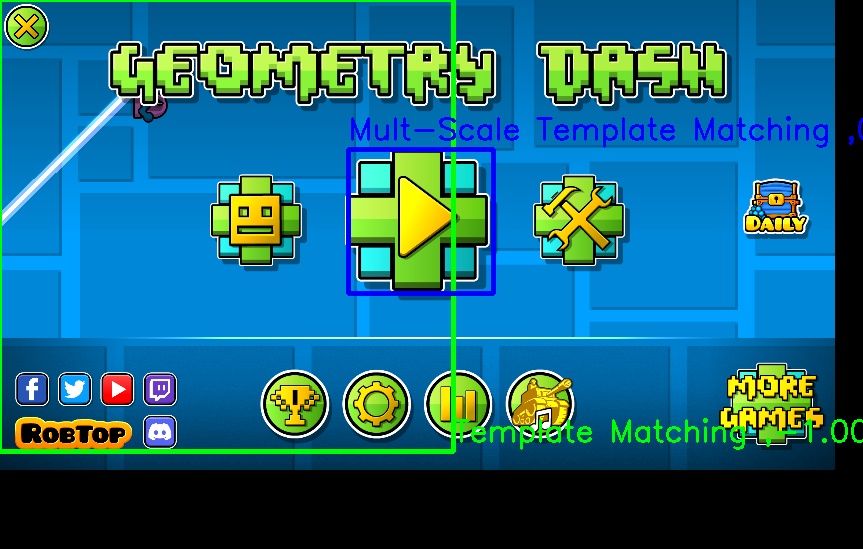 GEOMETRY DASH
Mult-Scale Template Matching ,0
DAILY
MORE
GAMES
ROBTOP
Template Matching ,-1.00